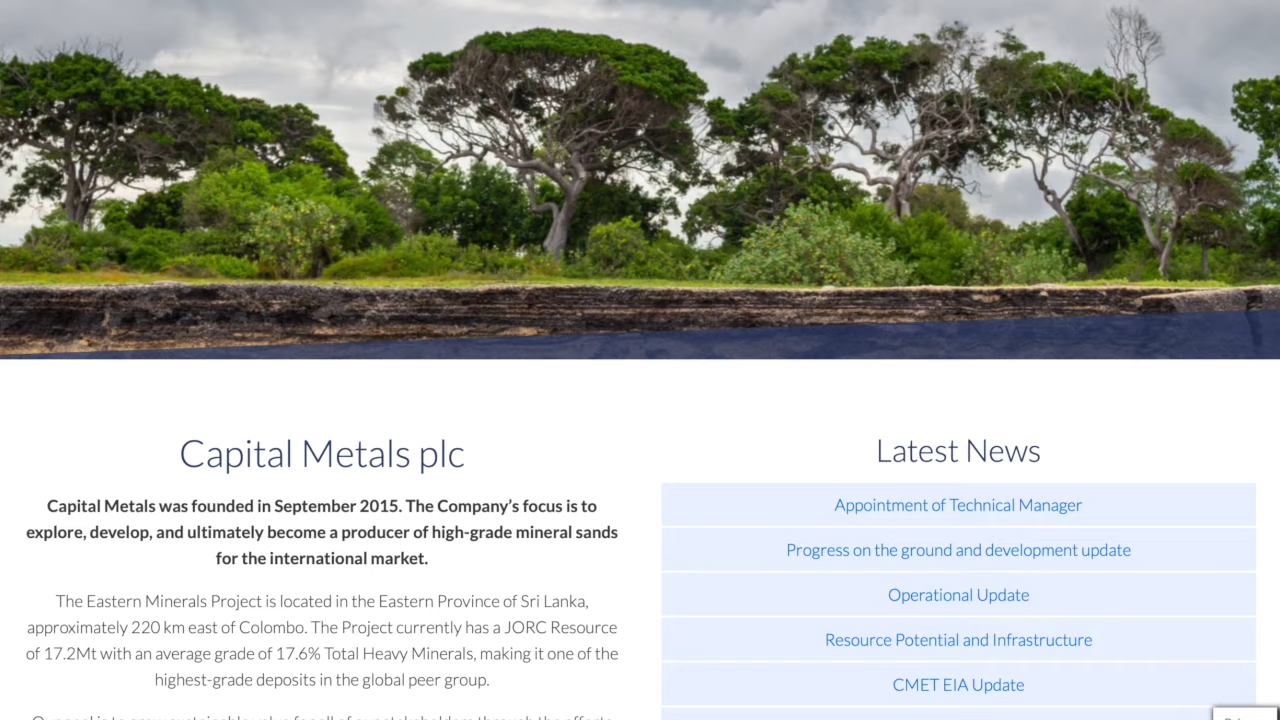 Capital Metals plc
Capital Metals was founded in September 2015. The Company’s focus is to
explore, develop, and ultimately become a producer of high-grade mineral sands
for the international market.
The Eastern Minerals Project is located in the Eastern Province of Sri Lanka,
approximately 220 km east of Colombo. The Project currently has a JORC Resource
of 17.2Mt with an average grade of 17.6% Total Heavy Minerals, making it one of the
highest-grade deposits in the global peer group.
Latest News
Appointment of Technical Manager
Progress on the ground and development update
Operational Update
Resource Potential and Infrastructure
CMET EIA Update